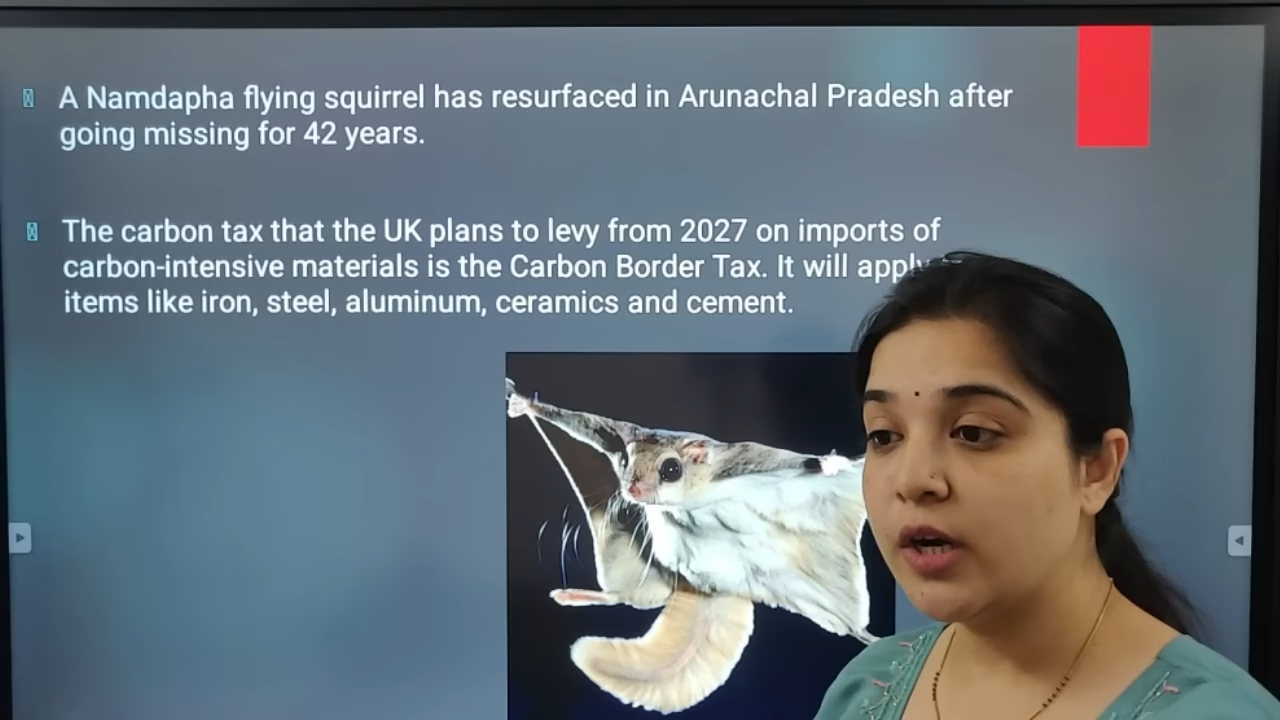 A Namdapha flying squirrel has resurfaced in Arunachal Pradesh after
going missing for 42 years.
The carbon tax that the UK plans to levy from 2027 on imports of
carbon-intensive materials is the Carbon Border Tax. It will apply
items like iron, steel, aluminum, ceramics and cement.